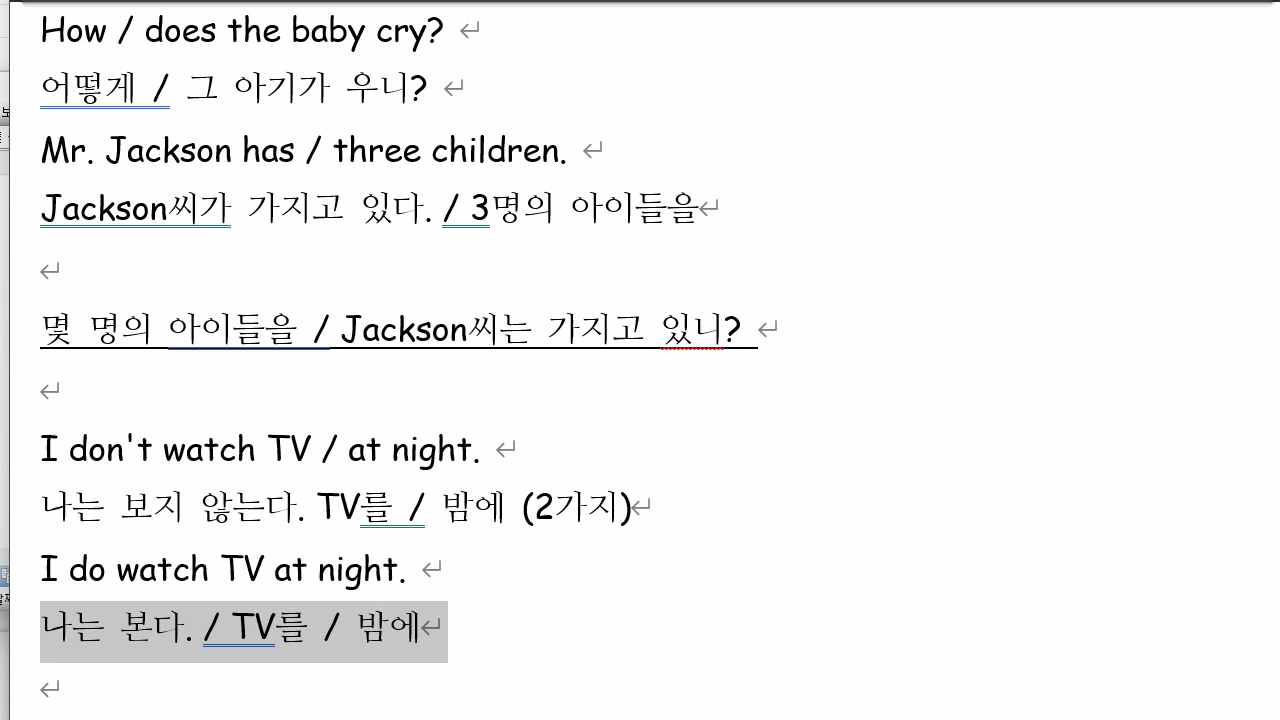 How / does the baby cry?
어떻게 / 그 아기가 우니?
Mr. Jackson has / three children.
Jackson씨가 가지고 있다. / 3명의 아이들을
몇 명의 아이들을 / Jackson씨는 가지고 있니?
I don't watch TV / at night.
나는 보지 않는다. TV를 / 밤에 (2가지)
I do watch TV at night.
나는 본다. / TV를 / 밤에